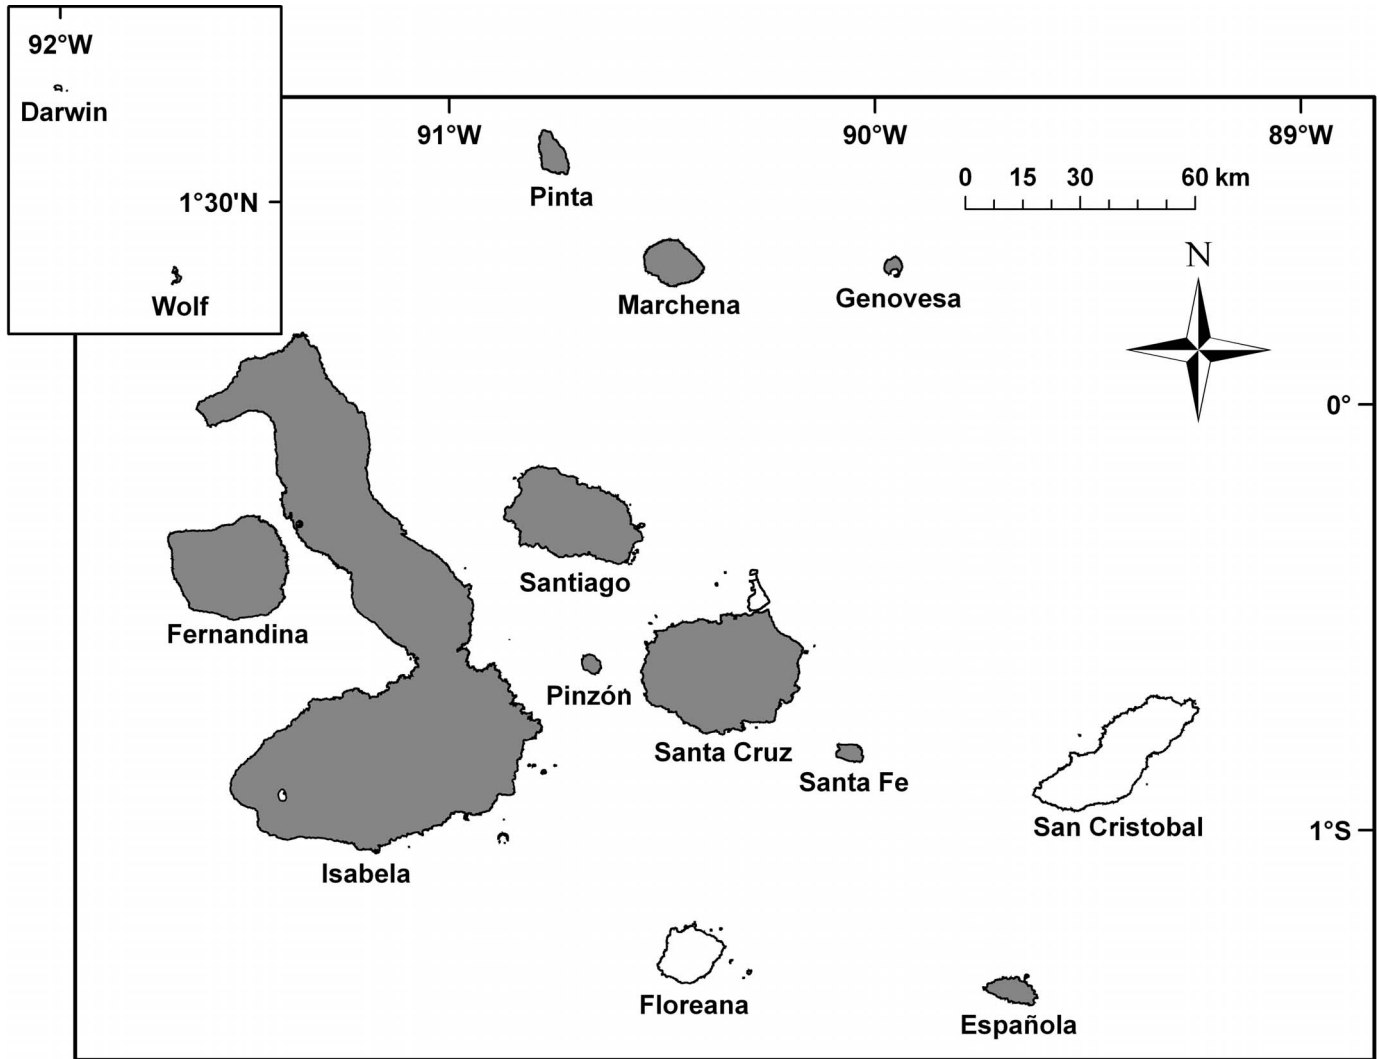 92°W
Darwin
91°W
90°W
89°W
Pinta
0 15 30 60 km
1°30'N
N
Wolf
Marchena
Genovesa
0°
Santiago
Fernandina
Pinzón
Santa Cruz
Santa Fe
San Cristobal
1°S
Isabela
Floreana
Española